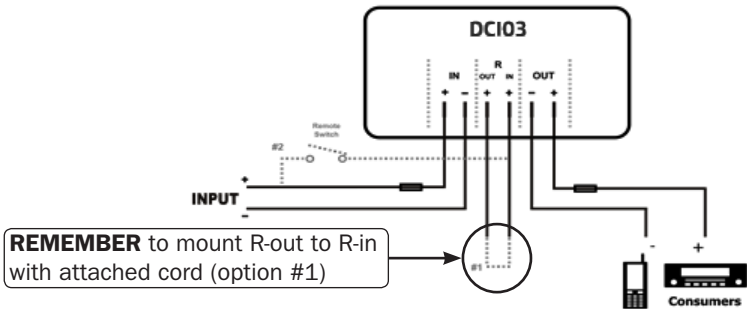 DCI03
R
IN OUT IN OUT
+ − + + − +
Remote
Switch
#2
+
INPUT
−
REMEMBER to mount R-out to R-in
with attached cord (option #1)
#1
- +
Consumers